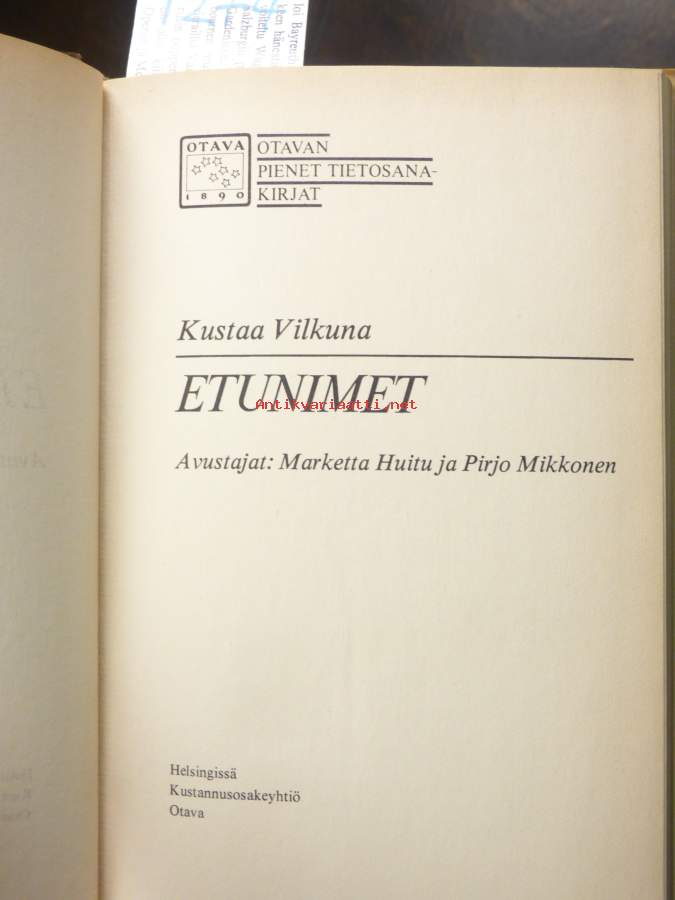 OTAVA
1890
OTAVAN
PIENET TIETOSANA-
KIRJAT
Kustaa Vilkuna
ETUNIMET
Antikvariaatti.net
Avustajat: Marketta Huitu ja Pirjo Mikkonen
Helsingissä
Kustannusosakeyhtiö
Otava